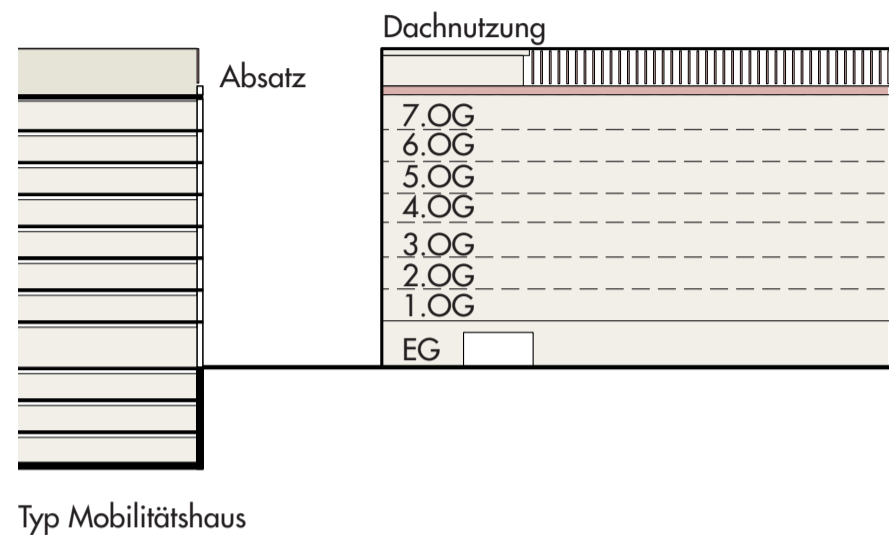 Dachnutzung
Absatz
7.OG
6.OG
5.OG
4.OG
3.OG
2.OG
1.OG
EG
Typ Mobilitätshaus